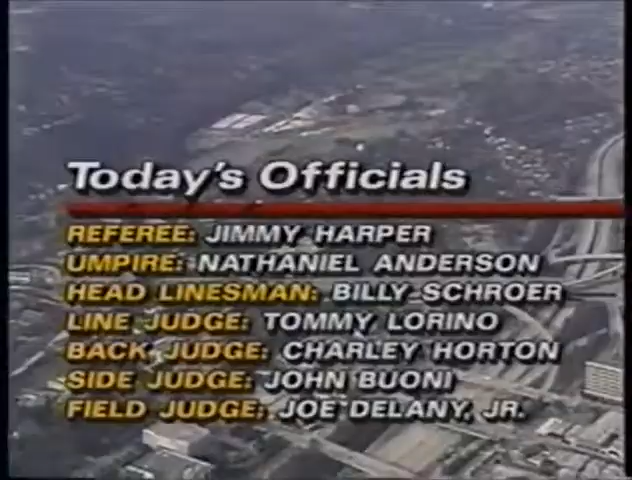 Today's Officials
REFEREE: JIMMY HARPER
UMPIRE: NATHANIEL ANDERSON
HEAD LINESMAN: BILLY SCHROER
LINE JUDGE: TOMMY LORINO
BACK JUDGE: CHARLEY HORTON
SIDE JUDGE: JOHN BUONI
FIELD JUDGE: JOE DELANY, JR.